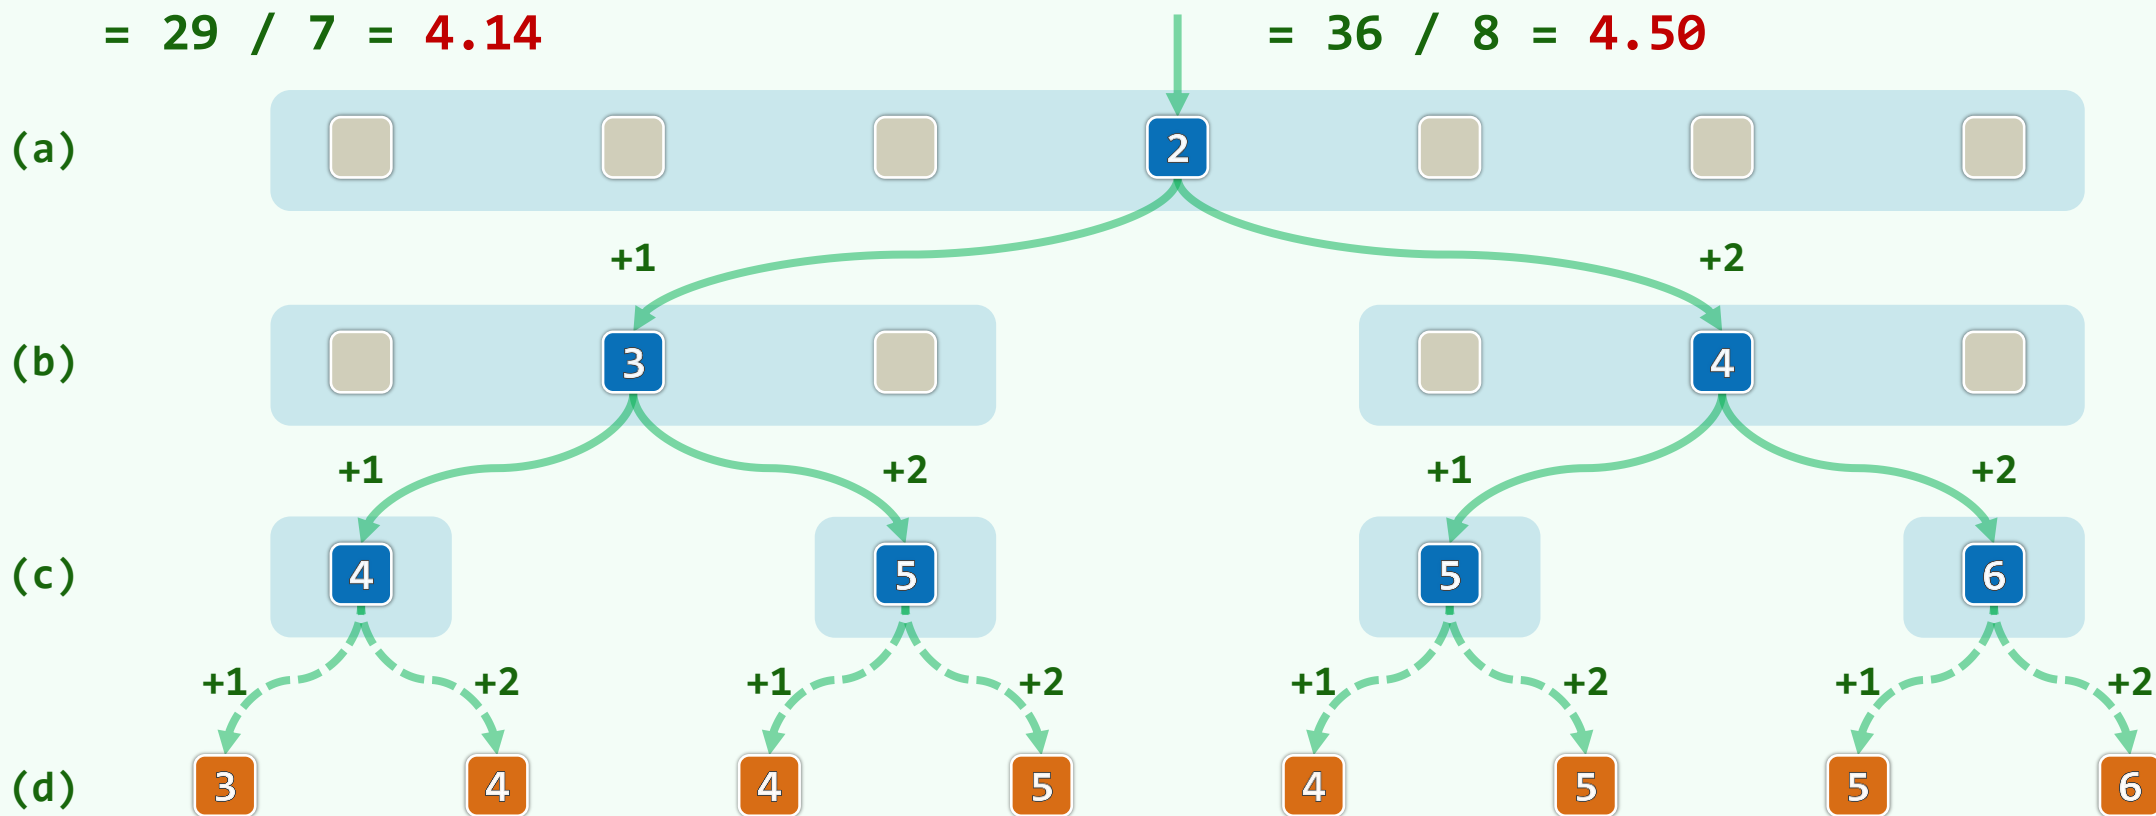 = 29 / 7 = 4.14 = 36 / 8 = 4.50
(a) 2
+1 +2
(b) 3 4
+1 +2 +1 +2
(c) 4 5 5 6
+1 +2 +1 +2 +1 +2 +1 +2
(d) 3 4 4 5 4 5 5 6